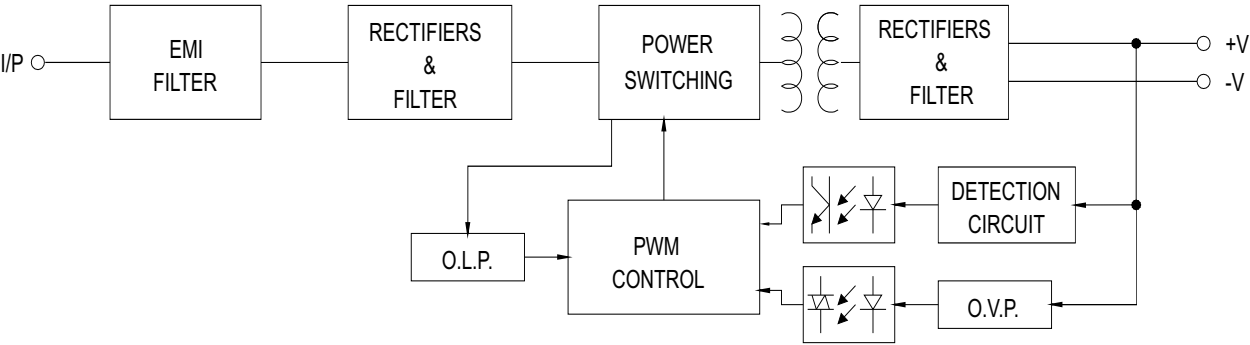 I/P
EMI
FILTER
RECTIFIERS
&
FILTER
POWER
SWITCHING
RECTIFIERS
&
FILTER
+V
-V
DETECTION
CIRCUIT
O.L.P.
PWM
CONTROL
O.V.P.